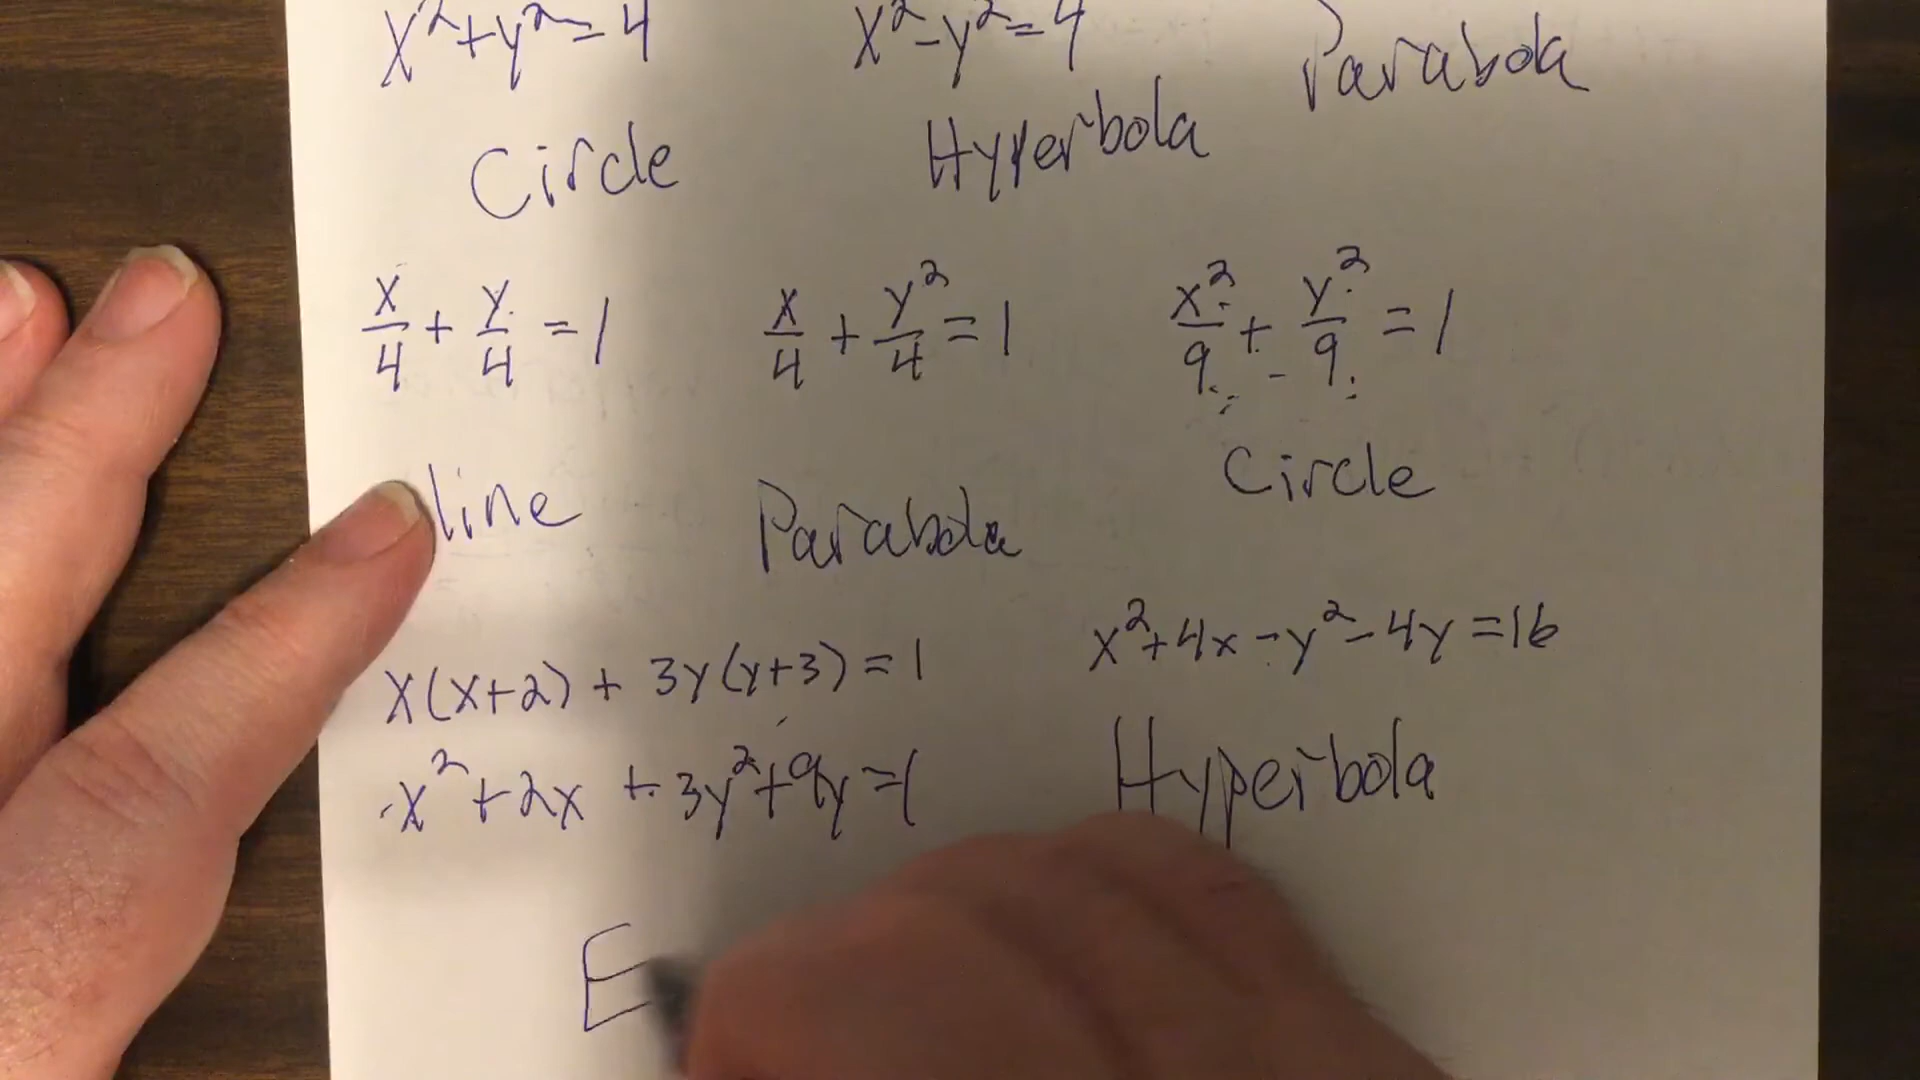 x²+y²=4 x²-y²=4 Parabola
Circle Hyperbola
x/4 + y/4 = 1 x/4 + y²/4 = 1 x²/9 + y²/9 = 1
line Parabola Circle
x(x+2) + 3y(y+3) = 1 x²+4x-y²-4y=16
x²+2x + 3y²+9y=1 Hyperbola
E